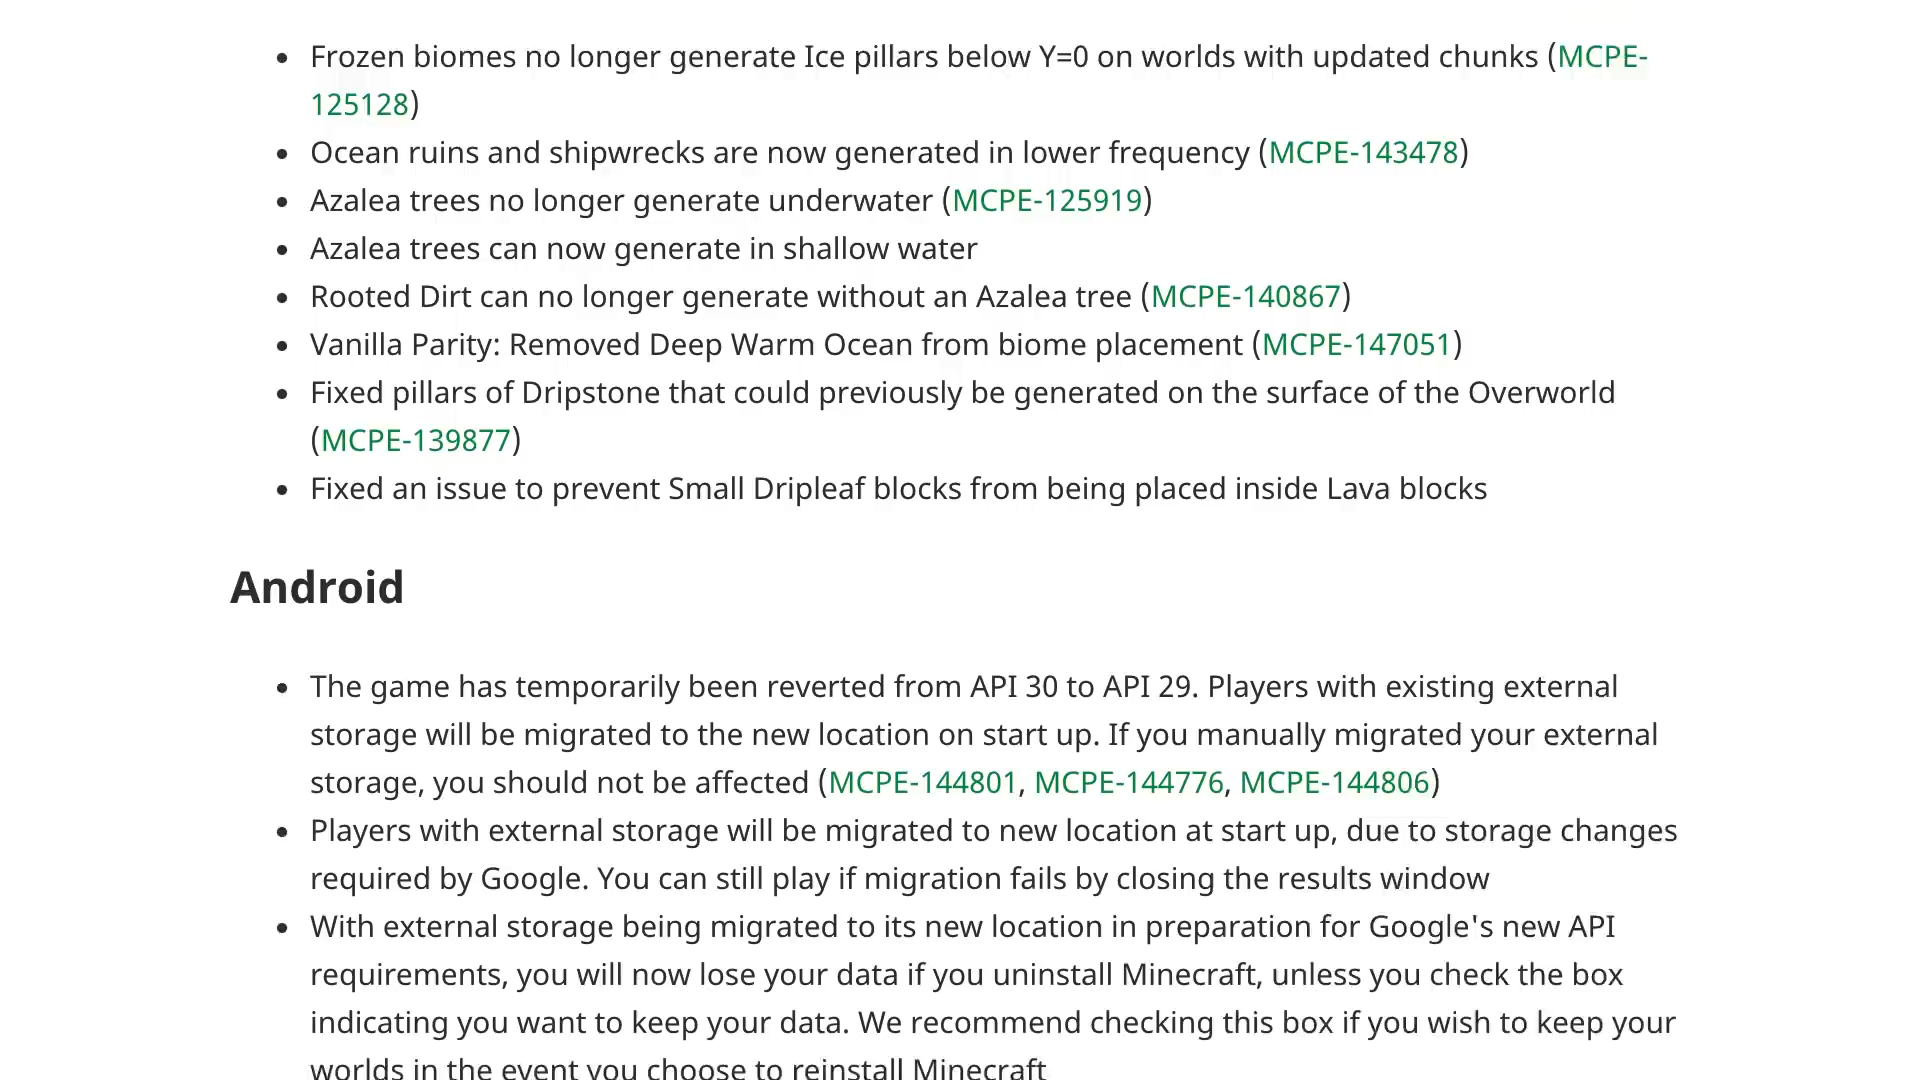 Frozen biomes no longer generate Ice pillars below Y=0 on worlds with updated chunks (MCPE-
125128)
Ocean ruins and shipwrecks are now generated in lower frequency (MCPE-143478)
Azalea trees no longer generate underwater (MCPE-125919)
Azalea trees can now generate in shallow water
Rooted Dirt can no longer generate without an Azalea tree (MCPE-140867)
Vanilla Parity: Removed Deep Warm Ocean from biome placement (MCPE-147051)
Fixed pillars of Dripstone that could previously be generated on the surface of the Overworld
(MCPE-139877)
Fixed an issue to prevent Small Dripleaf blocks from being placed inside Lava blocks
Android
The game has temporarily been reverted from API 30 to API 29. Players with existing external
storage will be migrated to the new location on start up. If you manually migrated your external
storage, you should not be affected (MCPE-144801, MCPE-144776, MCPE-144806)
Players with external storage will be migrated to new location at start up, due to storage changes
required by Google. You can still play if migration fails by closing the results window
With external storage being migrated to its new location in preparation for Google's new API
requirements, you will now lose your data if you uninstall Minecraft, unless you check the box
indicating you want to keep your data. We recommend checking this box if you wish to keep your
worlds in the event you choose to reinstall Minecraft